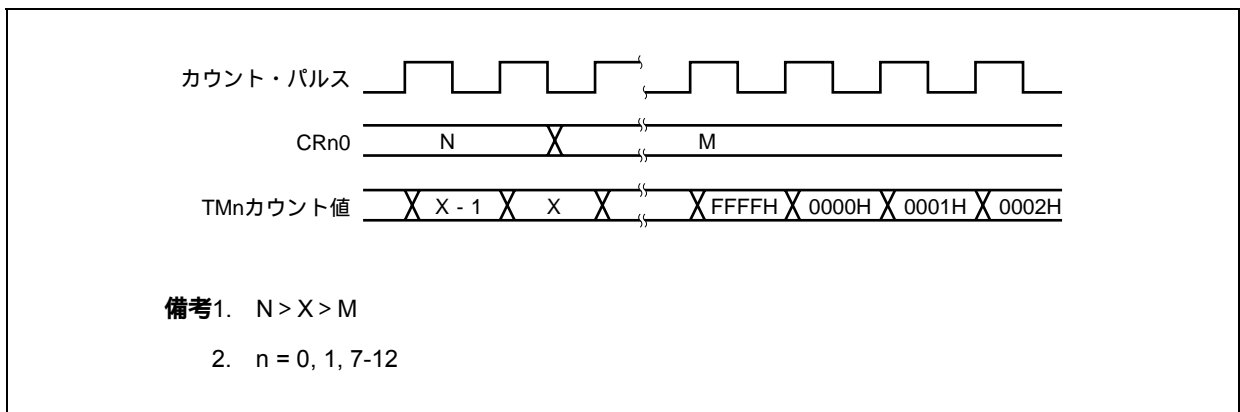 カウント・パルス
CRn0 N M
TMnカウント値 X - 1 X FFFFH 0000H 0001H 0002H
備考1. N > X > M
2. n = 0, 1, 7-12